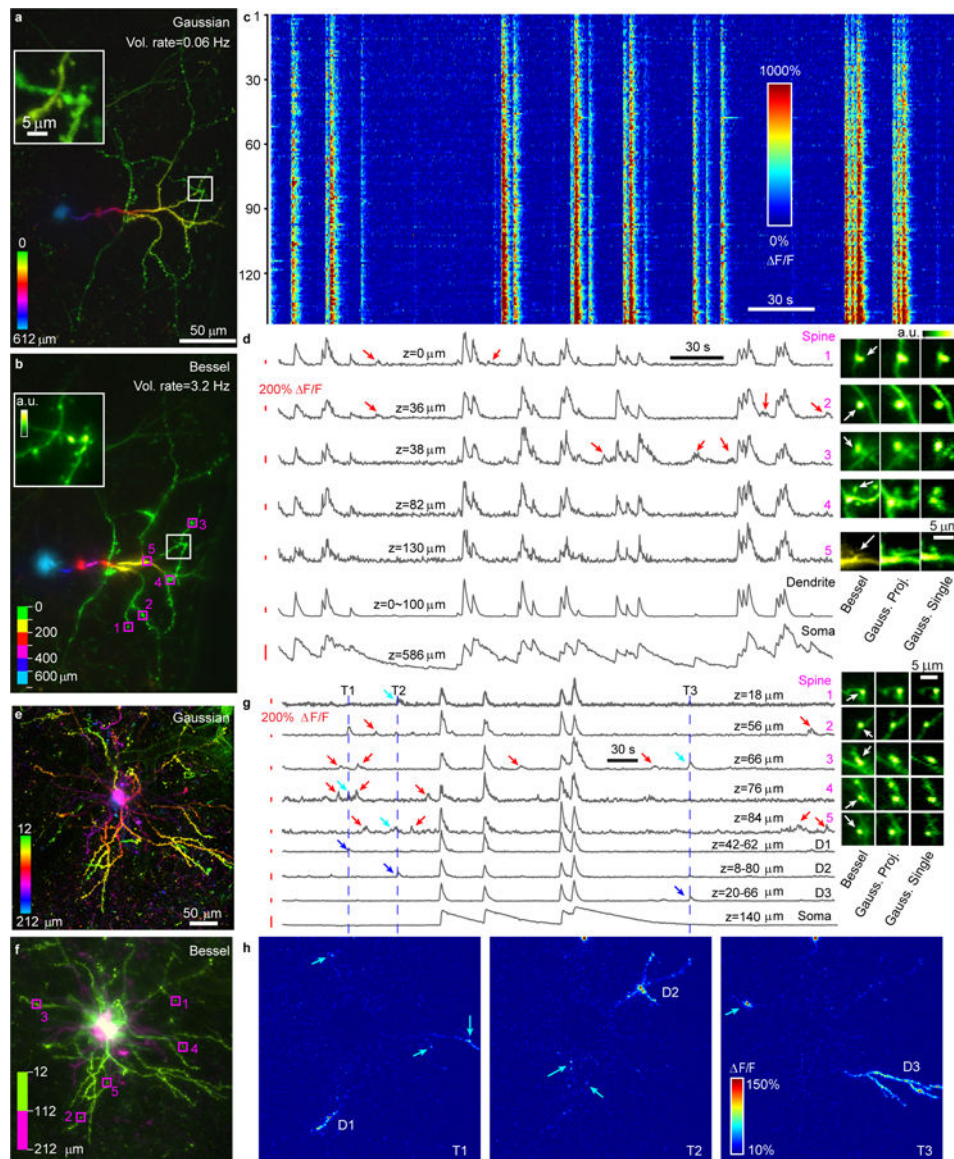 a
Gaussian
Vol. rate=0.06 Hz
5 µm
0
612 µm
50 µm
b
Bessel
Vol. rate=3.2 Hz
a.u.
3
5
4
2
1
0
200
400
600 µm
c
1
30
60
90
120
1000%
0%
ΔF/F
30 s
d
200% ΔF/F
z=0 µm
30 s
Spine
1
z=36 µm
2
z=38 µm
3
z=82 µm
4
z=130 µm
5
Dendrite
z=0~100 µm
Soma
z=586 µm
a.u.
5 µm
Bessel
Gauss. Proj.
Gauss. Single
e
Gaussian
12
212 µm
50 µm
f
Bessel
1
3
4
5
2
-12
-112
-212
µm
g
200% ΔF/F
T1
T2
T3
Spine
z=18 µm
1
z=56 µm
2
30 s
z=66 µm
3
z=76 µm
4
z=84 µm
5
z=42-62 µm
D1
z=8-80 µm
D2
z=20-66 µm
D3
z=140 µm
Soma
5 µm
Bessel
Gauss. Proj.
Gauss. Single
h
D1
T1
D2
T2
ΔF/F
150%
10%
D3
T3